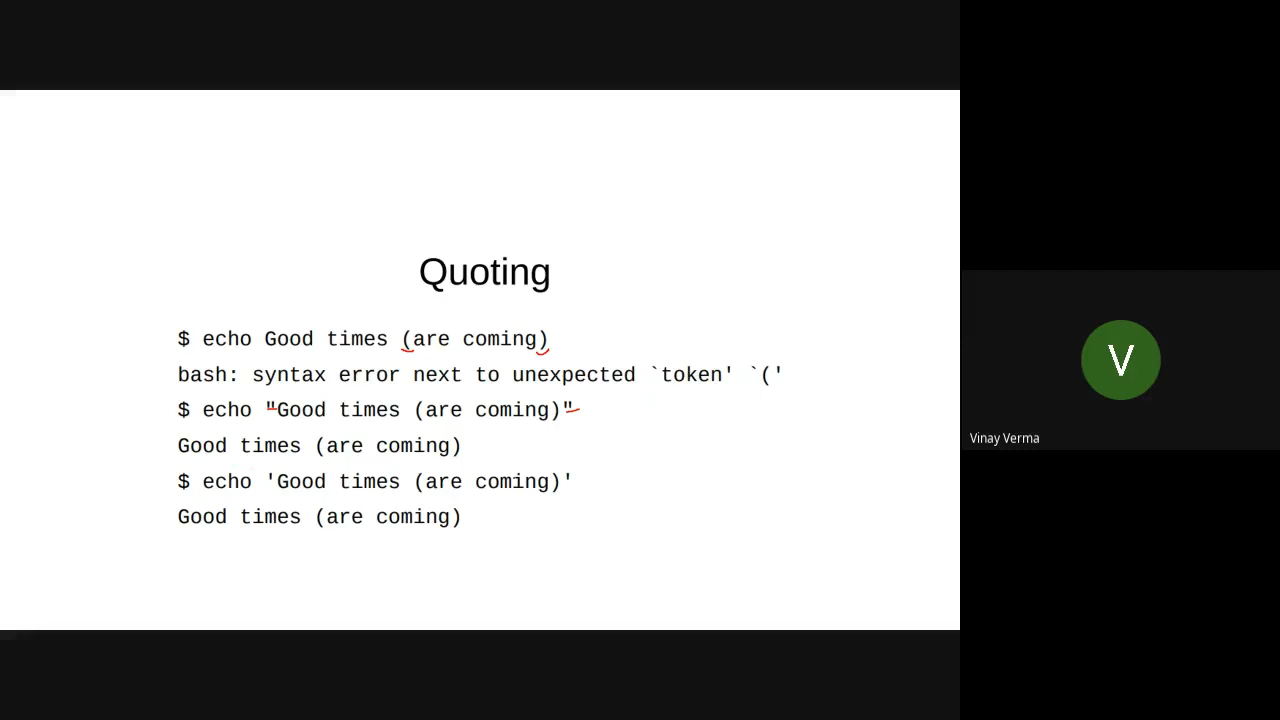 Quoting
$ echo Good times (are coming)
bash: syntax error next to unexpected `token' `('
$ echo "Good times (are coming)"
Good times (are coming)
$ echo 'Good times (are coming)'
Good times (are coming)
V
Vinay Verma